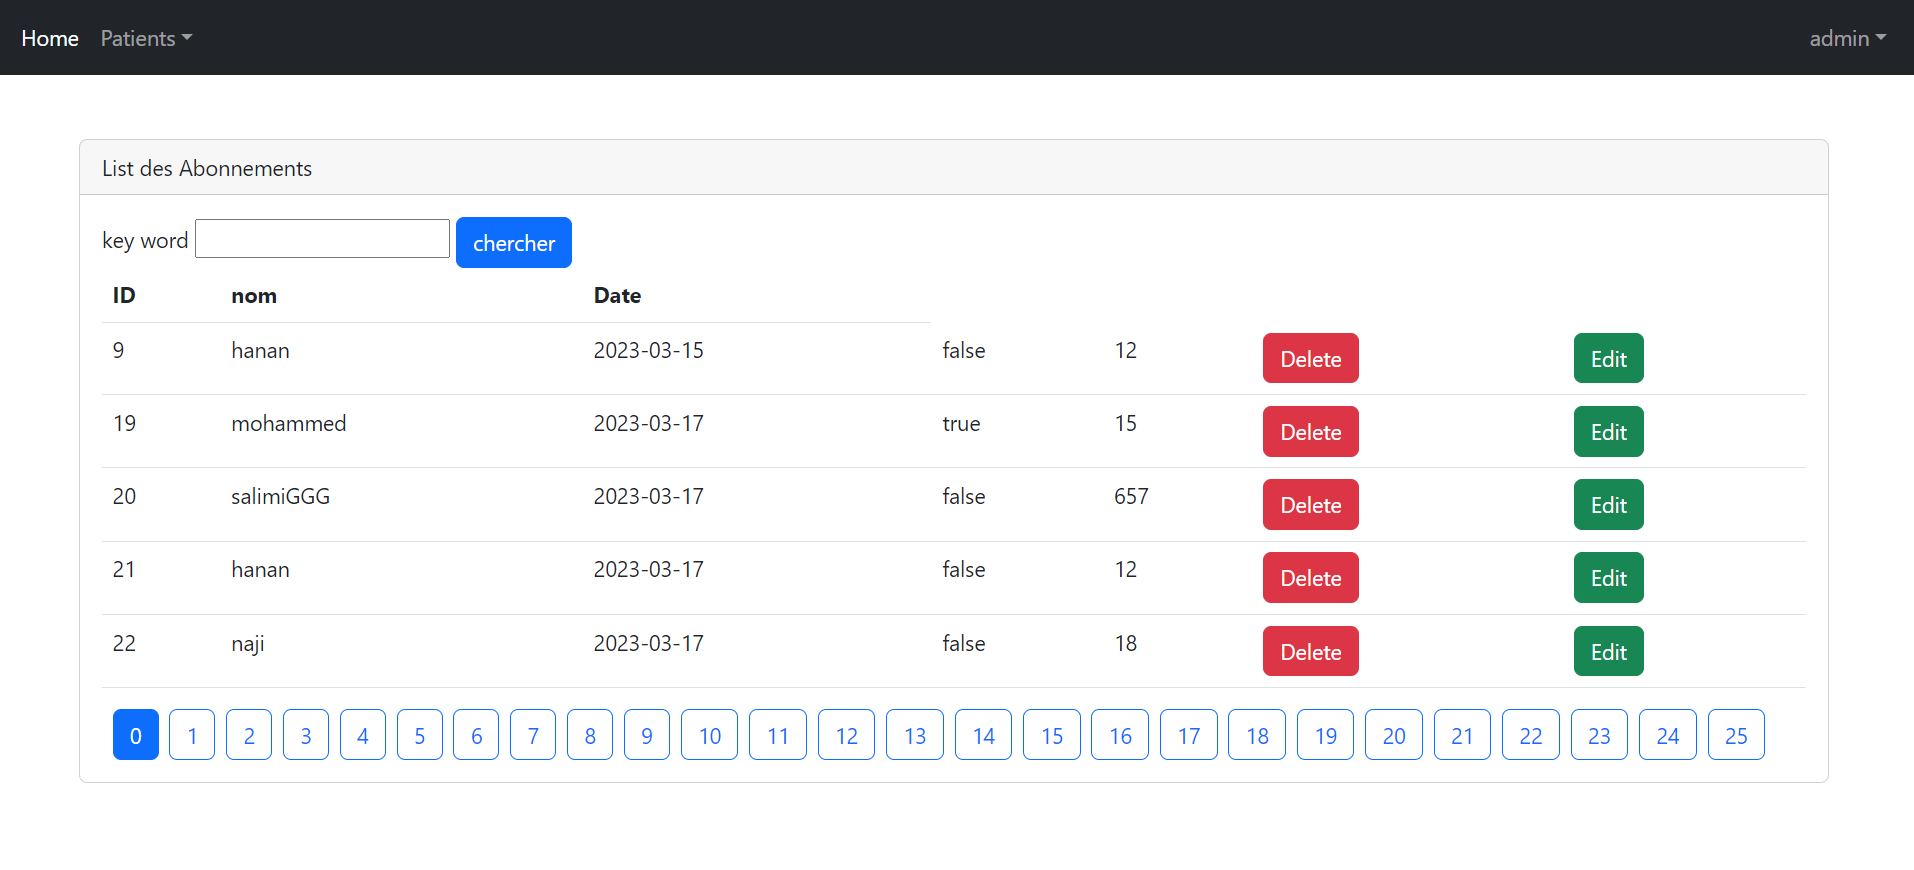 Home Patients admin
List des Abonnements
key word chercher
ID nom Date
9 hanan 2023-03-15 false 12 Delete Edit
19 mohammed 2023-03-17 true 15 Delete Edit
20 salimiGGG 2023-03-17 false 657 Delete Edit
21 hanan 2023-03-17 false 12 Delete Edit
22 naji 2023-03-17 false 18 Delete Edit
0 1 2 3 4 5 6 7 8 9 10 11 12 13 14 15 16 17 18 19 20 21 22 23 24 25